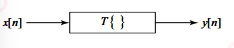 x[n] T{ } y[n]